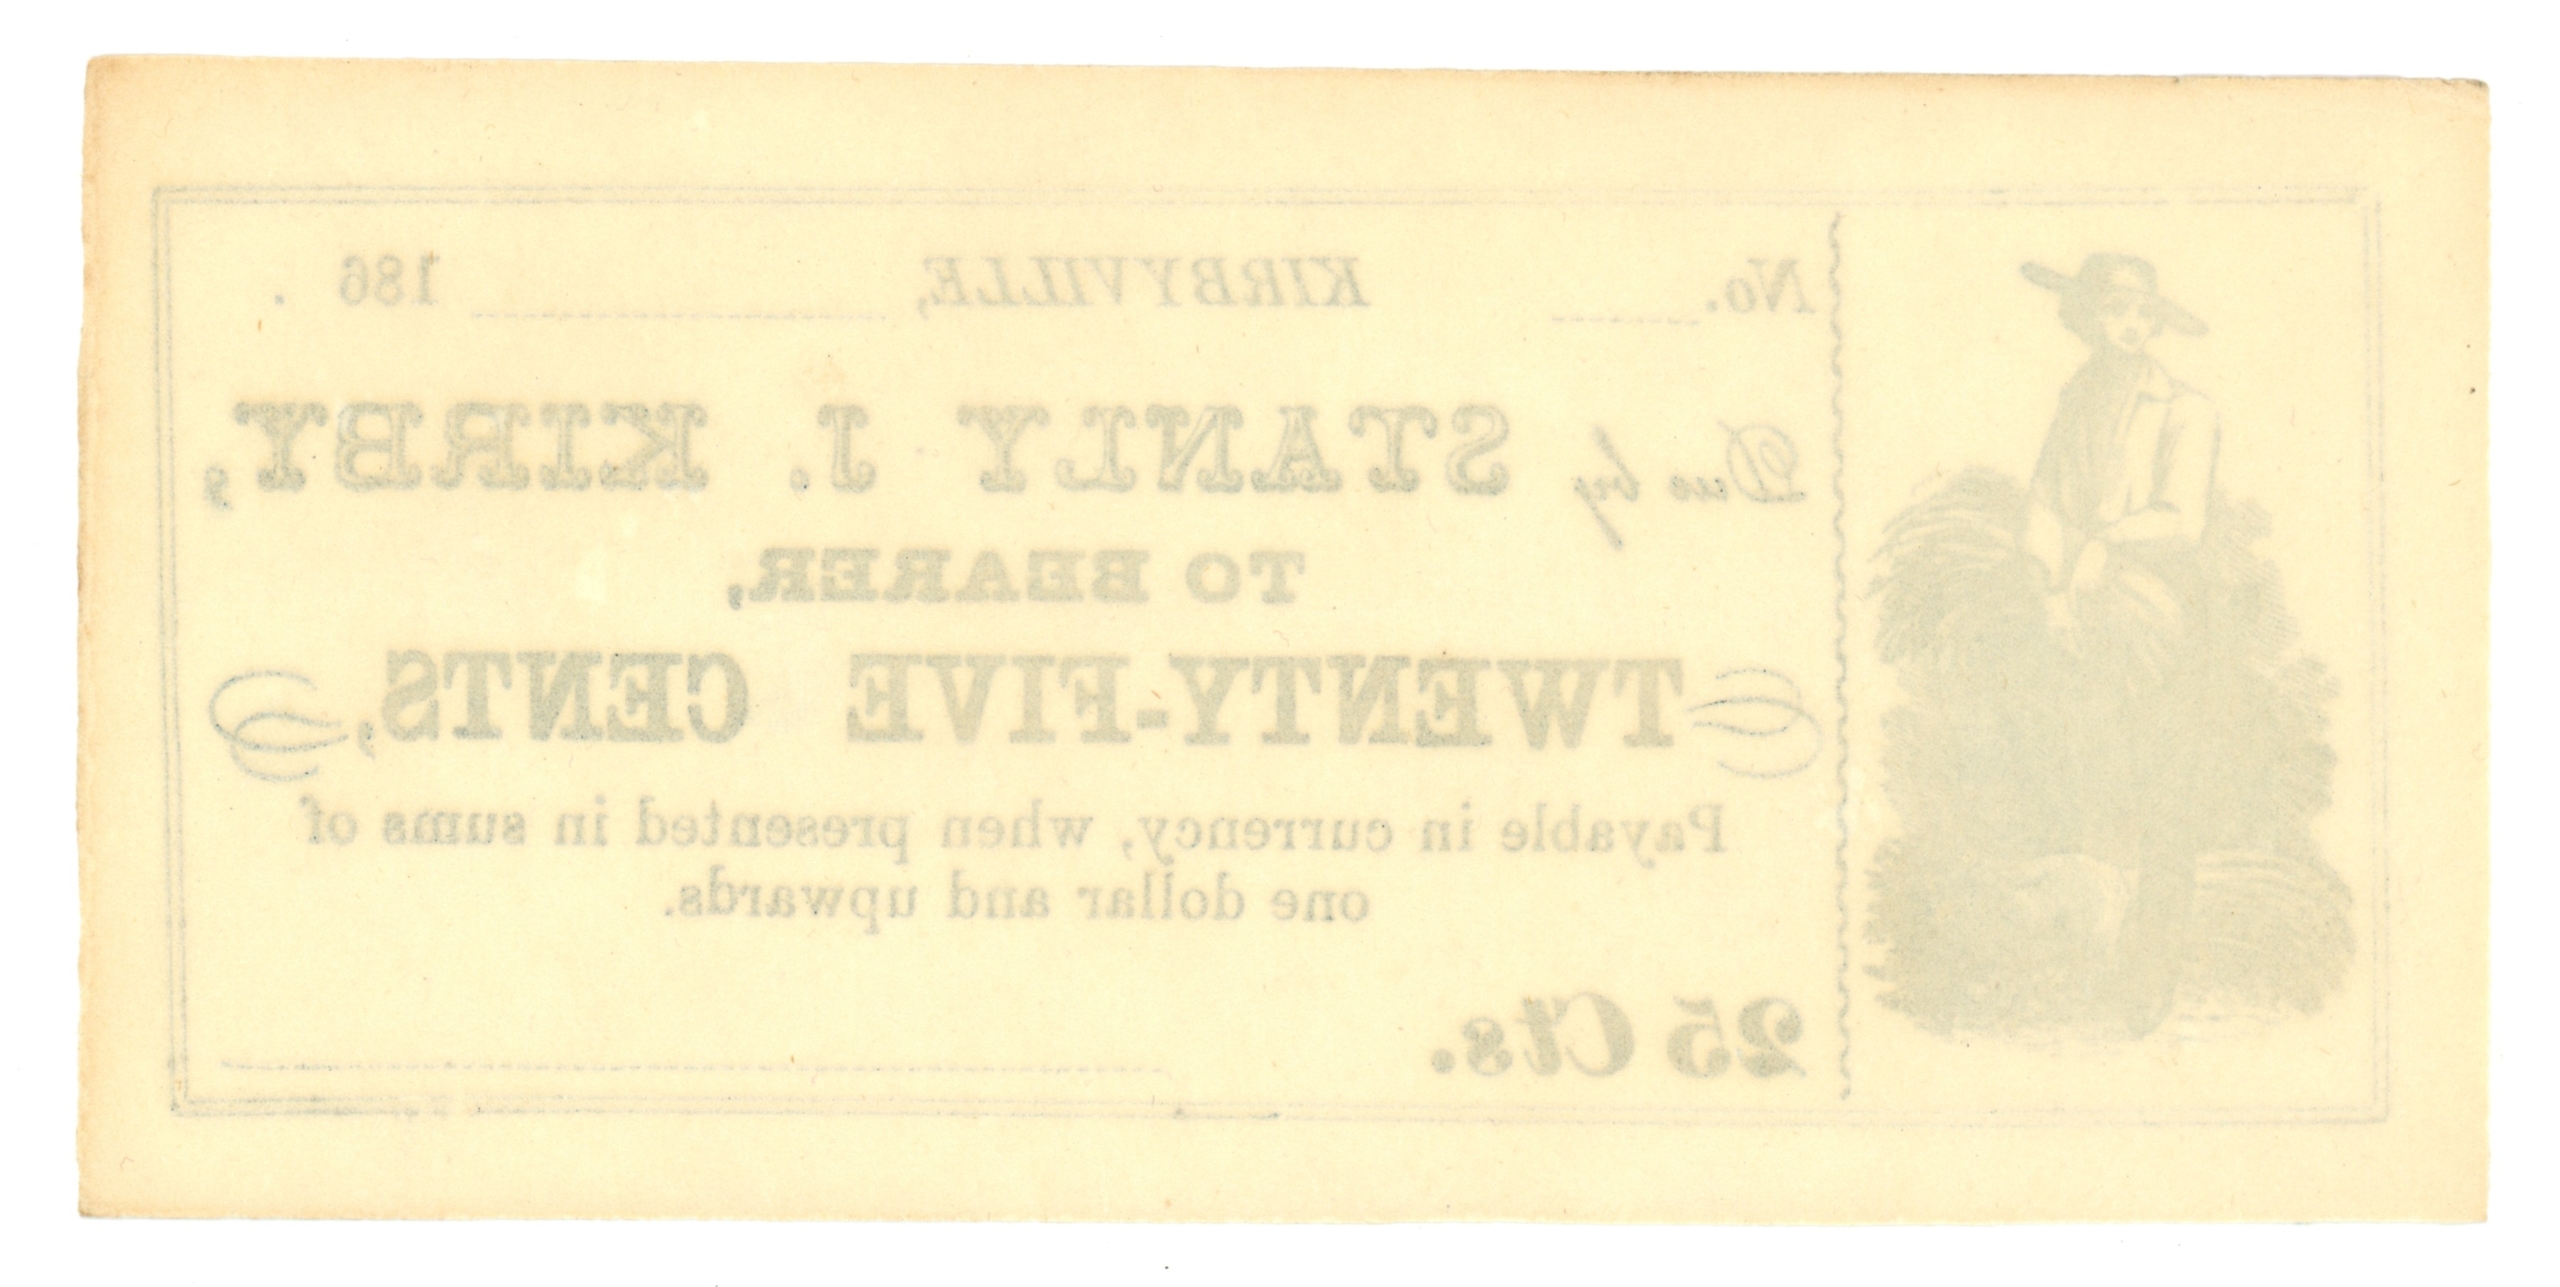 No. KIRBYVILLE, 186 .
Due by STANLY J. KIRBY,
TO BEARER,
TWENTY-FIVE CENTS,
Payable in currency, when presented in sums of
one dollar and upwards.
25 Cts.